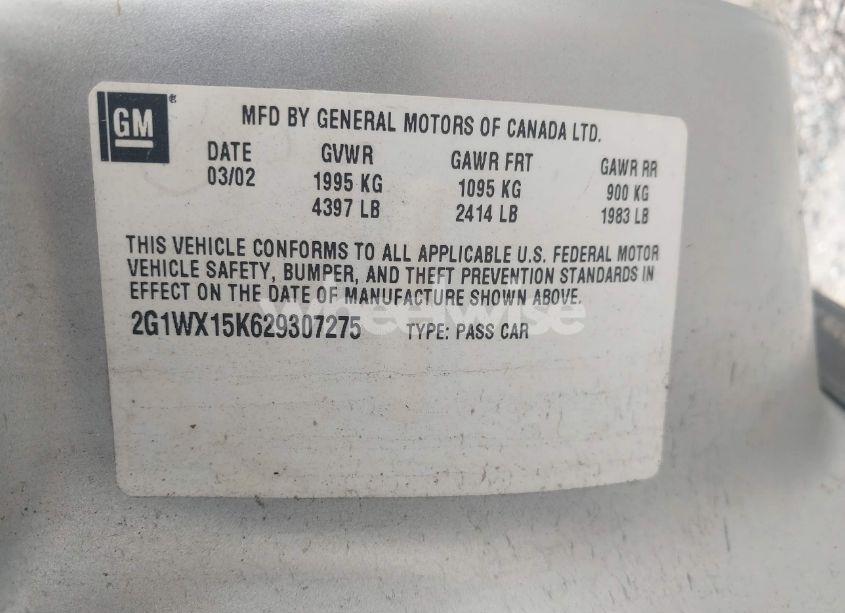 GM
MFD BY GENERAL MOTORS OF CANADA LTD.
DATE GVWR GAWR FRT GAWR RR
03/02 1995 KG 1095 KG 900 KG
4397 LB 2414 LB 1983 LB
THIS VEHICLE CONFORMS TO ALL APPLICABLE U.S. FEDERAL MOTOR
VEHICLE SAFETY, BUMPER, AND THEFT PREVENTION STANDARDS IN
EFFECT ON THE DATE OF MANUFACTURE SHOWN ABOVE.
wheelwise
2G1WX15K629307275 TYPE: PASS CAR